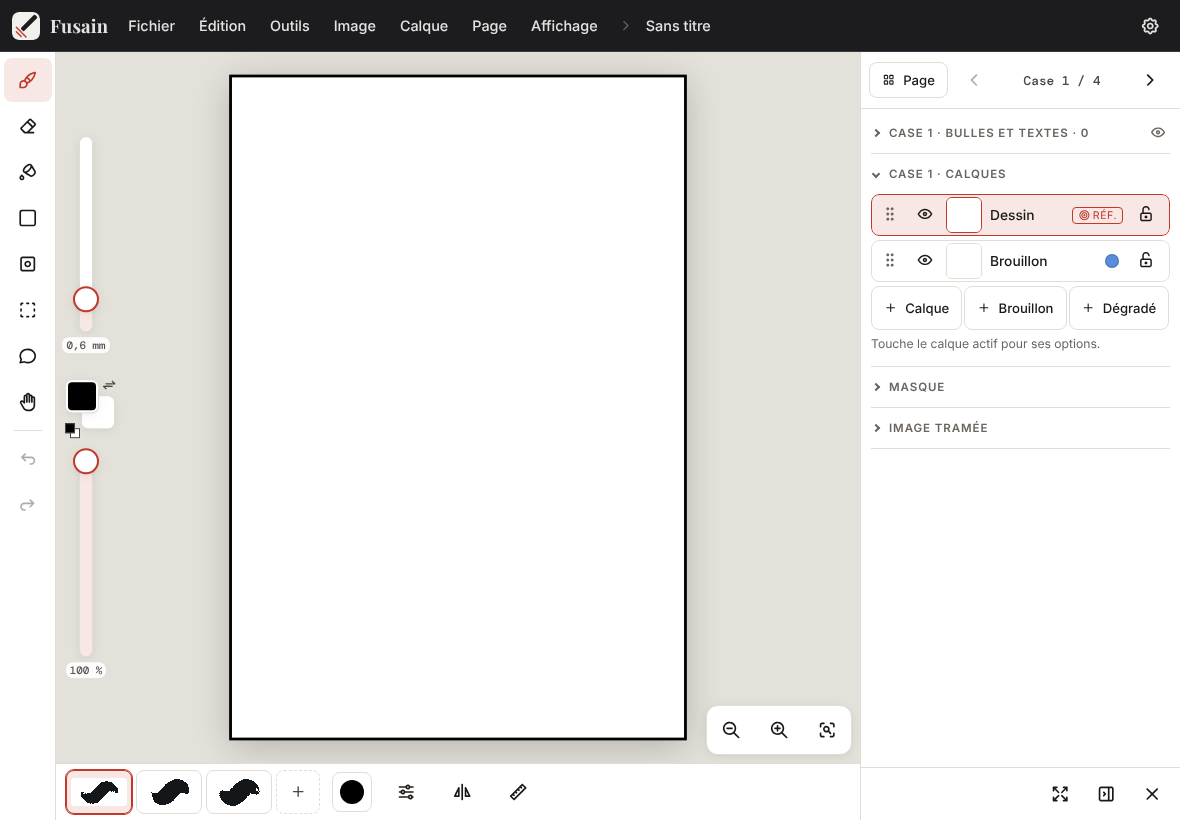 Fusain Fichier Édition Outils Image Calque Page Affichage Sans titre
Page Case 1 / 4
CASE 1 · BULLES ET TEXTES · 0
CASE 1 · CALQUES
Dessin RÉF.
Brouillon
+ Calque + Brouillon + Dégradé
Touche le calque actif pour ses options.
MASQUE
IMAGE TRAMÉE
0,6 mm
100 %